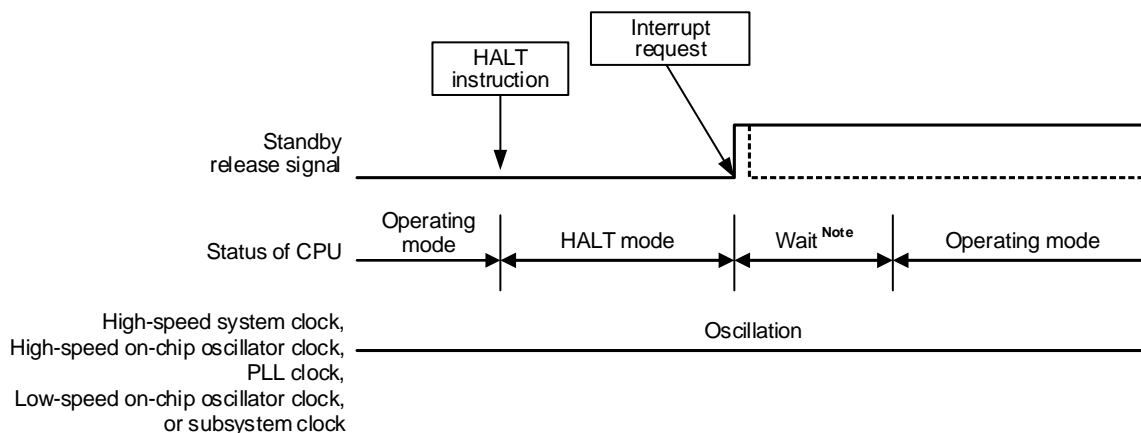 Interrupt
request
HALT
instruction
Standby
release signal
Status of CPU
Operating
mode
HALT mode
Wait Note
Operating mode
High-speed system clock,
High-speed on-chip oscillator clock,
PLL clock,
Low-speed on-chip oscillator clock,
or subsystem clock
Oscillation